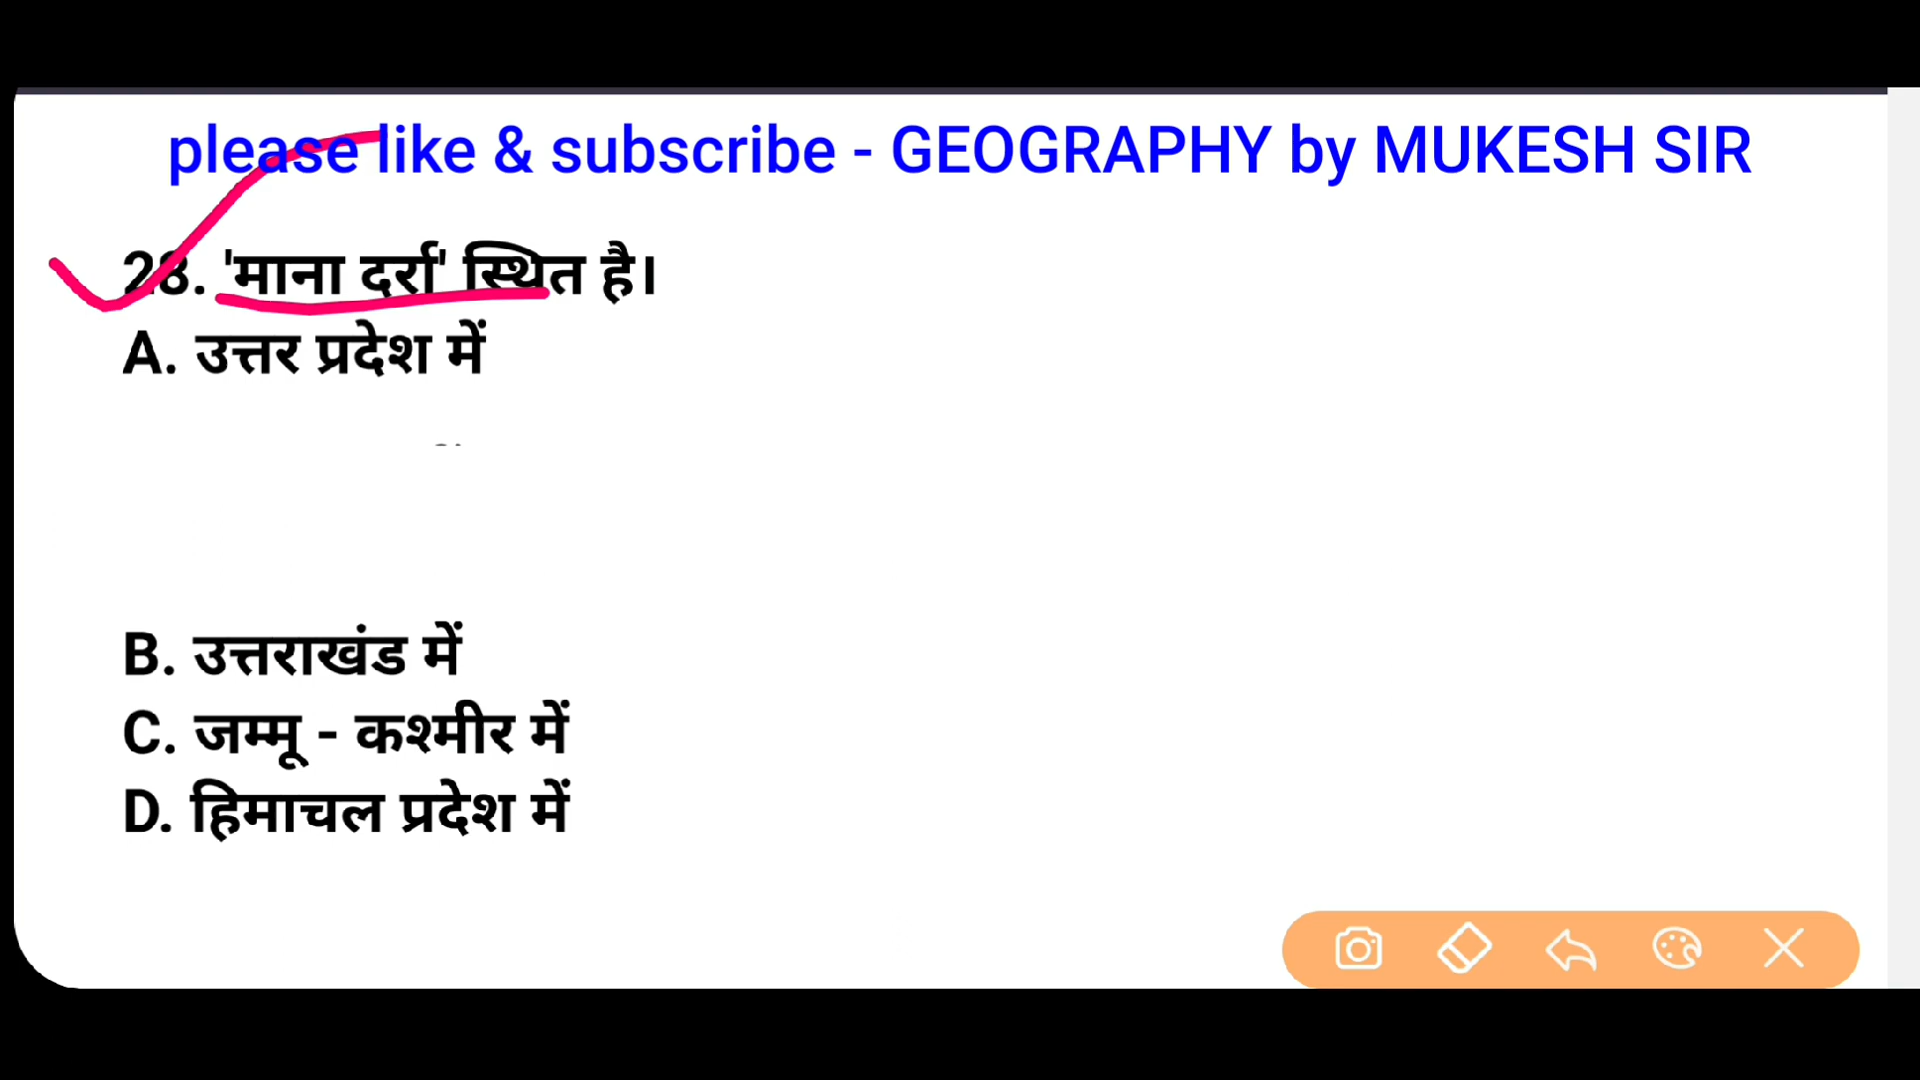 please like & subscribe - GEOGRAPHY by MUKESH SIR
28. 'माना दर्रा' स्थित है।
A. उत्तर प्रदेश में
B. उत्तराखंड में
C. जम्मू - कश्मीर में
D. हिमाचल प्रदेश में